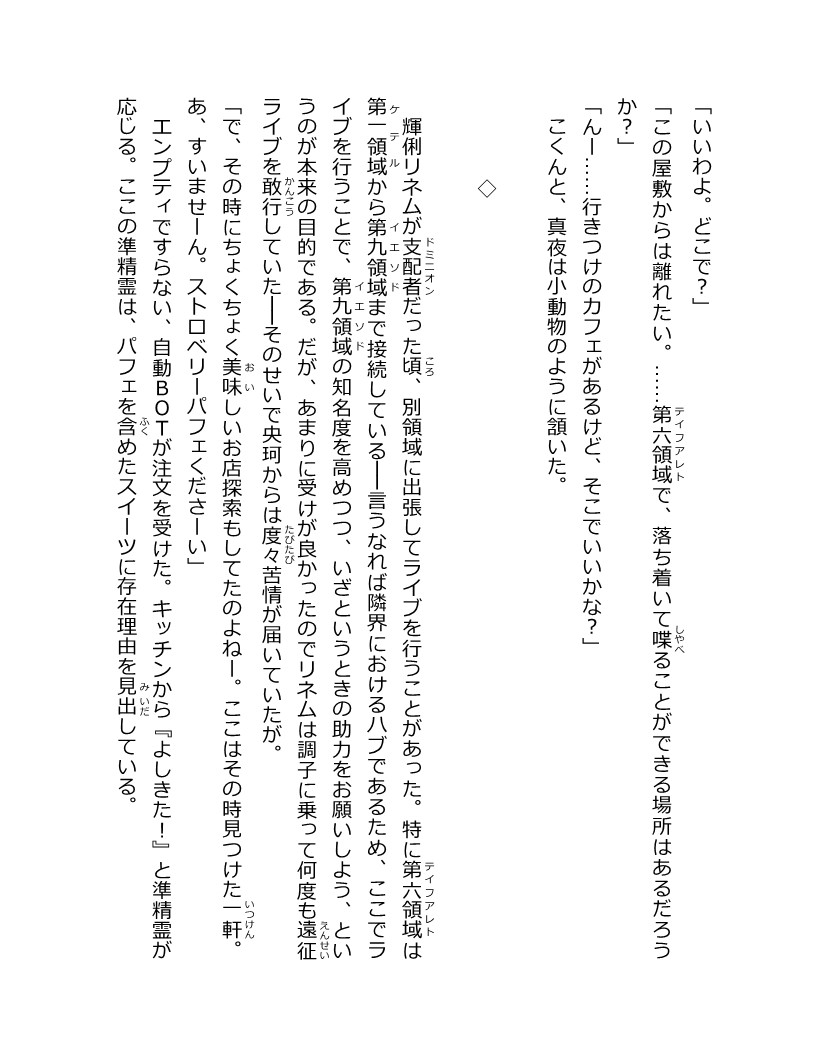 「いいわよ。どこで？」
「この屋敷からは離れたい。……第六領域で、落ち着いて喋ることができる場所はあるだろう
か？」
「んー……行きつけのカフェがあるけど、そこでいいかな？」
　こくんと、真夜は小動物のように頷いた。
◇
　輝俐リネムが支配者だった頃、別領域に出張してライブを行うことがあった。特に第六領域は
第一領域から第九領域まで接続している──言うなれば隣界におけるハブであるため、ここでラ
イブを行うことで、第九領域の知名度を高めつつ、いざというときの助力をお願いしよう、とい
うのが本来の目的である。だが、あまりに受けが良かったのでリネムは調子に乗って何度も遠征
ライブを敢行していた──そのせいで央珂からは度々苦情が届いていたが。
「で、その時にちょくちょく美味しいお店探索もしてたのよねー。ここはその時見つけた一軒。
あ、すいませーん。ストロベリーパフェくださーい」
　エンプティですらない、自動ＢＯＴが注文を受けた。キッチンから『よしきた！』と準精霊が
応じる。ここの準精霊は、パフェを含めたスイーツに存在理由を見出している。